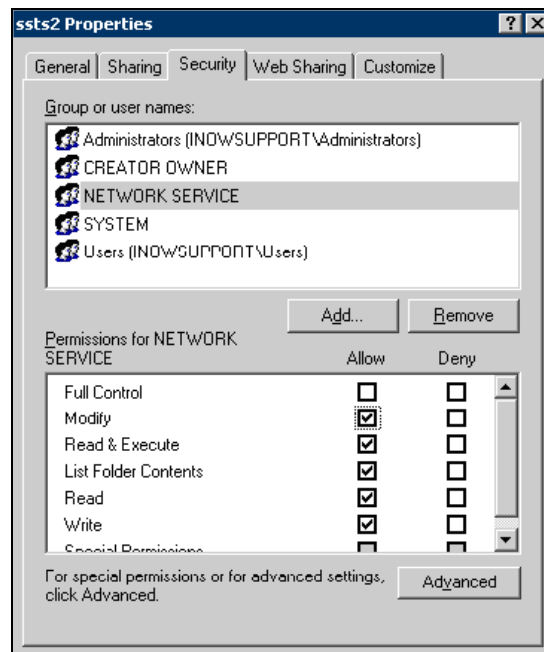 ssts2 Properties
General Sharing Security Web Sharing Customize
Group or user names:
Administrators (INOWSUPPORT\Administrators)
CREATOR OWNER
NETWORK SERVICE
SYSTEM
Users (INOWSUPPORT\Users)
Add... Remove
Permissions for NETWORK
SERVICE Allow Deny
Full Control
Modify
Read & Execute
List Folder Contents
Read
Write
Special Permissions
For special permissions or for advanced settings,
click Advanced.
Advanced